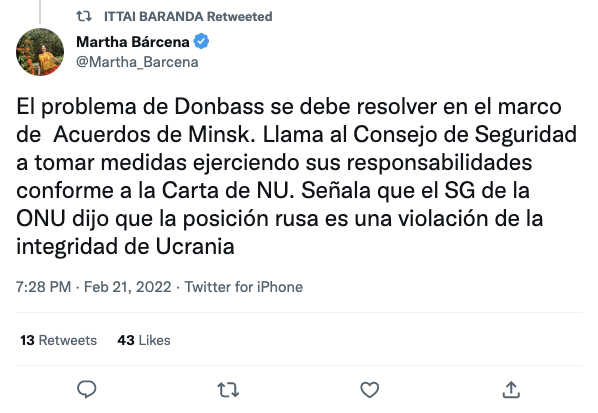 ITTAI BARANDA Retweeted
Martha Bárcena
@Martha_Barcena
El problema de Donbass se debe resolver en el marco
de  Acuerdos de Minsk. Llama al Consejo de Seguridad
a tomar medidas ejerciendo sus responsabilidades
conforme a la Carta de NU. Señala que el SG de la
ONU dijo que la posición rusa es una violación de la
integridad de Ucrania
7:28 PM · Feb 21, 2022 · Twitter for iPhone
13 Retweets 43 Likes